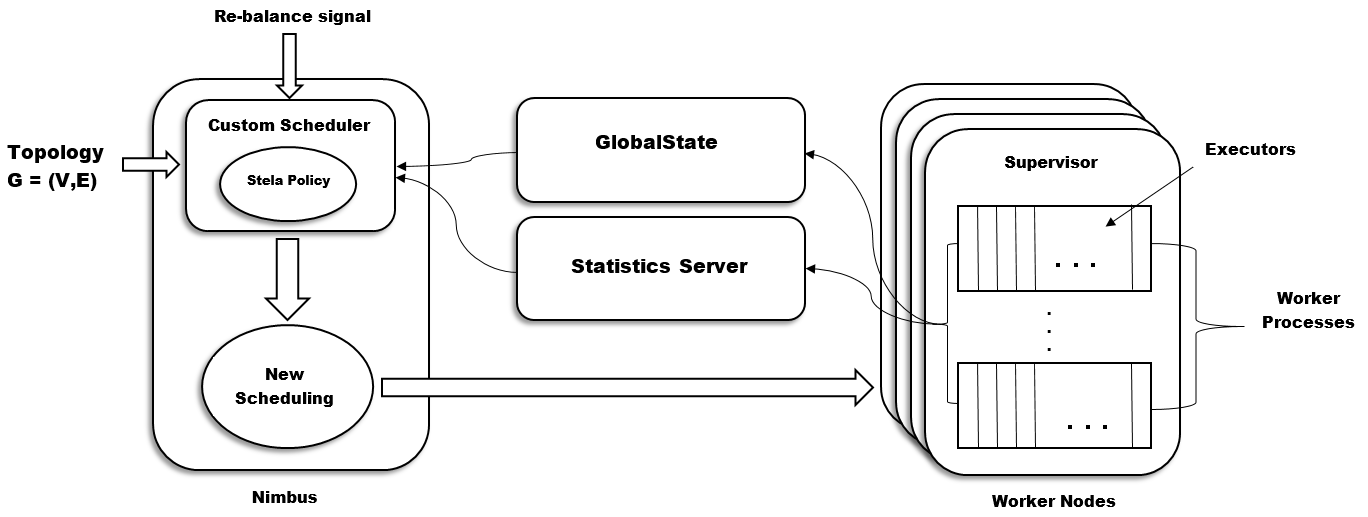 Re-balance signal
Custom Scheduler
Stela Policy
Topology
G = (V,E)
New
Scheduling
Nimbus
GlobalState
Statistics Server
Supervisor
. . .
.
.
.
. . .
Worker Nodes
Executors
Worker
Processes